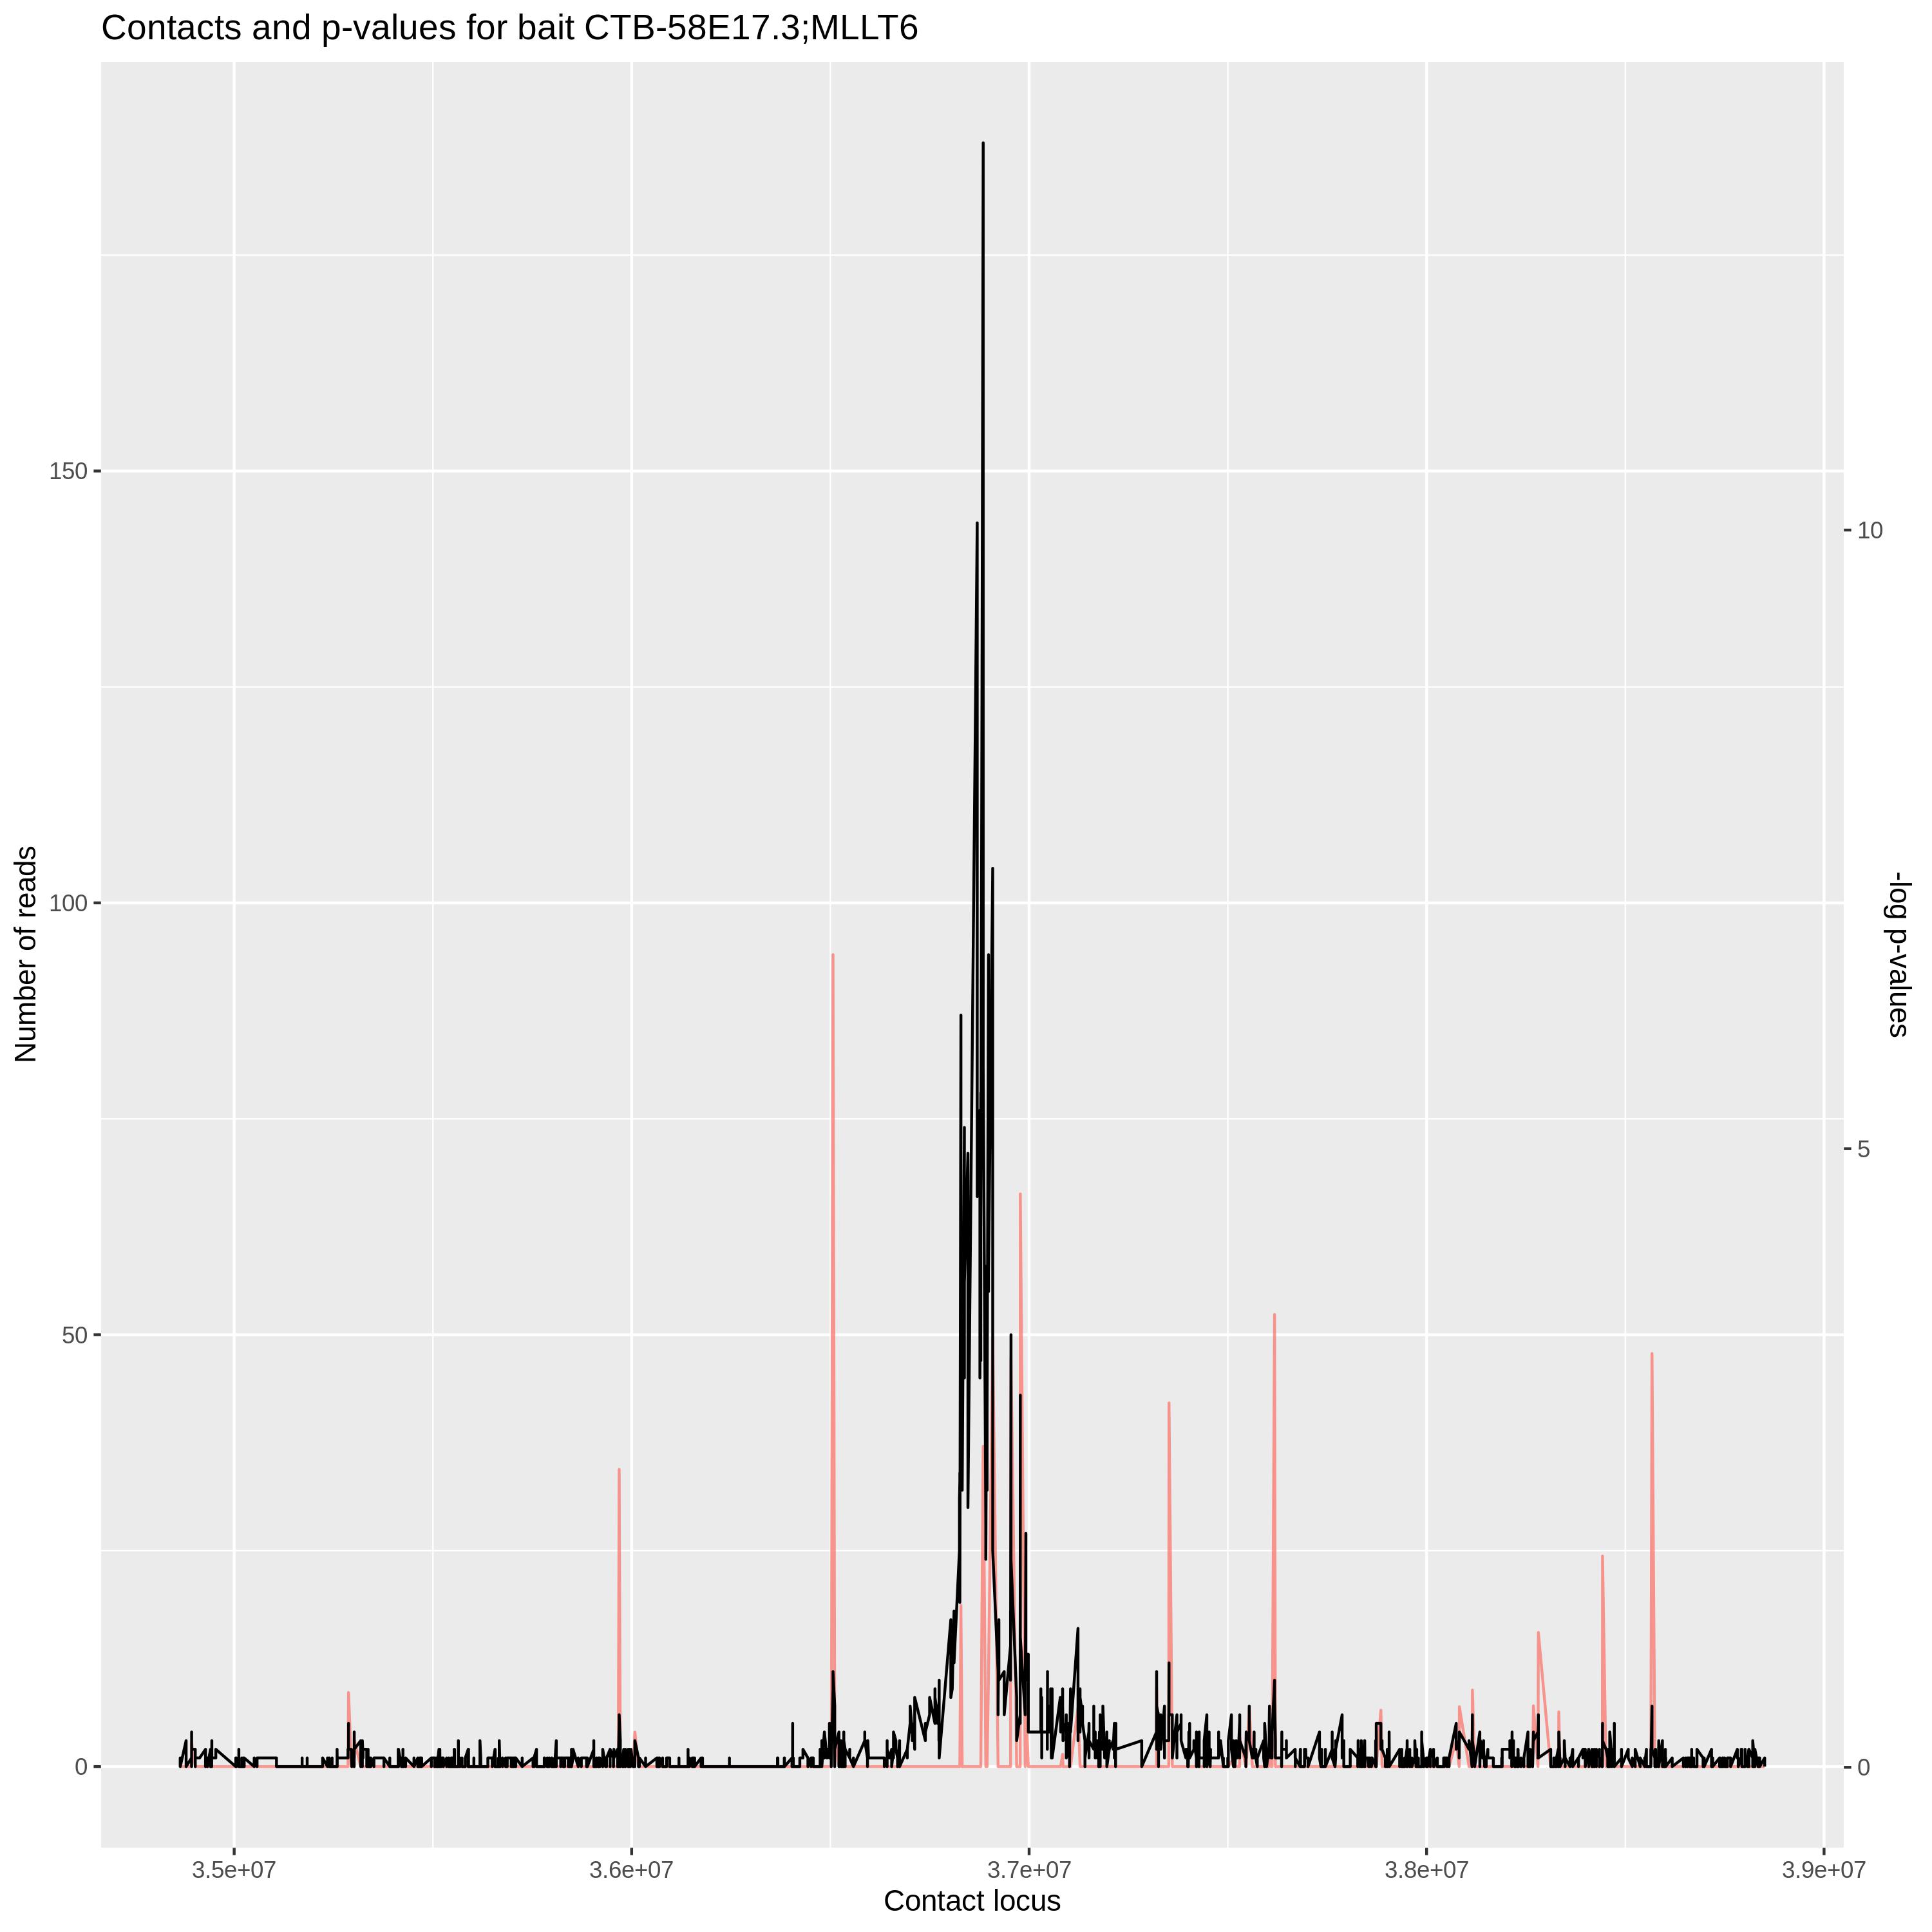 Contacts and p-values for bait CTB-58E17.3;MLLT6
Number of reads
150
100
50
0
10
5
0
-log p-values
3.5e+07
3.6e+07
3.7e+07
3.8e+07
3.9e+07
Contact locus